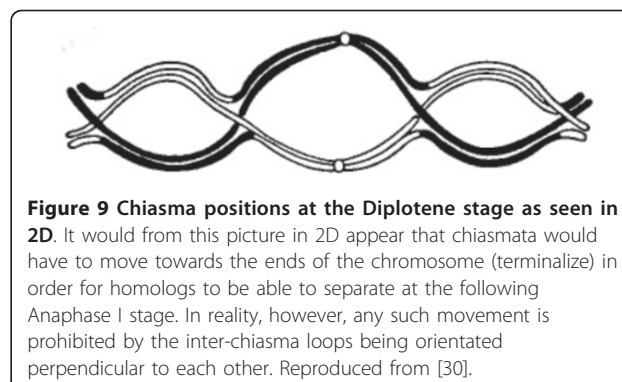 Figure 9 Chiasma positions at the Diplotene stage as seen in
2D. It would from this picture in 2D appear that chiasmata would
have to move towards the ends of the chromosome (terminalize) in
order for homologs to be able to separate at the following
Anaphase I stage. In reality, however, any such movement is
prohibited by the inter-chiasma loops being orientated
perpendicular to each other. Reproduced from [30].